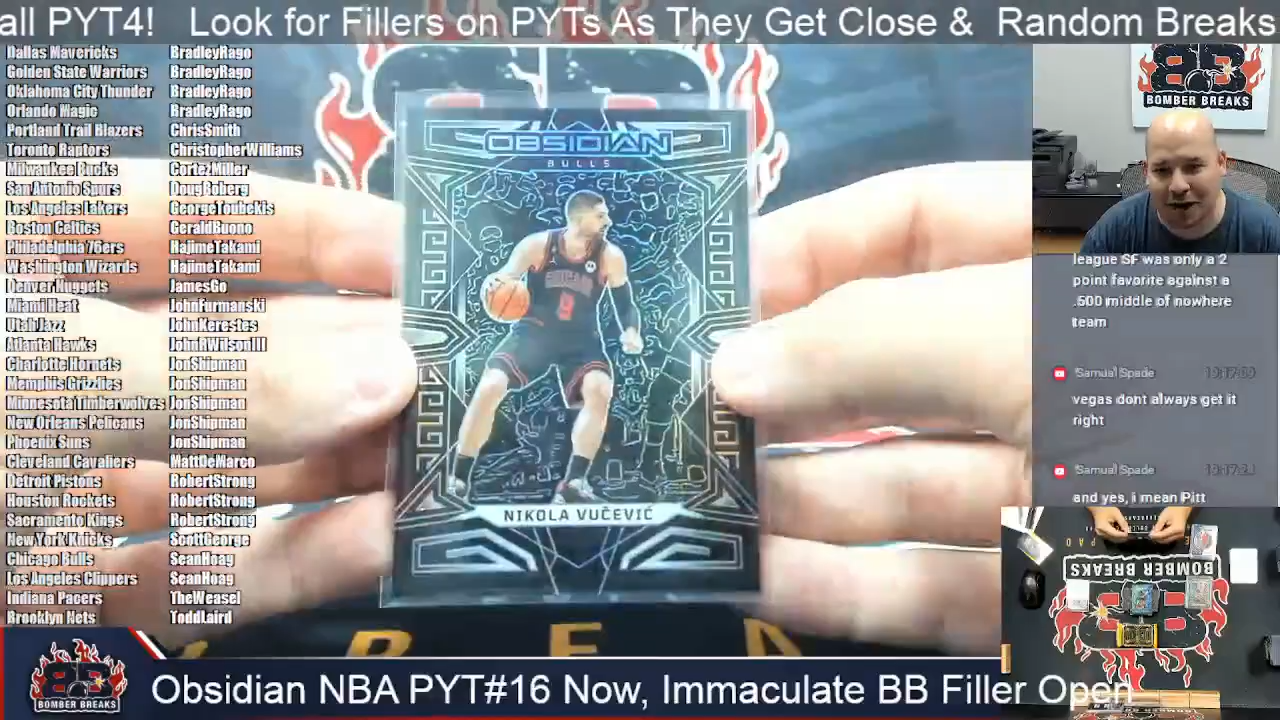 all PYT4! Look for Fillers on PYTs As They Get Close & Random Breaks
Dallas Mavericks BradleyRago
Golden State Warriors BradleyRago
Oklahoma City Thunder BradleyRago
Orlando Magic BradleyRago
Portland Trail Blazers ChrisSmith
Toronto Raptors ChristopherWilliams
Milwaukee Bucks CortezMiller
San Antonio Spurs DougBoberg
Los Angeles Lakers GeorgeToubekis
Boston Celtics GeraldBuono
Philadelphia 76ers HajimeTakami
Washington Wizards HajimeTakami
Denver Nuggets JamesGo
Miami Heat JohnFurmanski
Utah Jazz JohnKerestes
Atlanta Hawks JohnRWilsonIII
Charlotte Hornets JonShipman
Memphis Grizzlies JonShipman
Minnesota Timberwolves JonShipman
New Orleans Pelicans JonShipman
Phoenix Suns JonShipman
Cleveland Cavaliers MattDeMarco
Detroit Pistons RobertStrong
Houston Rockets RobertStrong
Sacramento Kings RobertStrong
New York Knicks ScottGeorge
Chicago Bulls SeanHoag
Los Angeles Clippers SeanHoag
Indiana Pacers TheWeasel
Brooklyn Nets ToddLaird
OBSIDIAN
BULLS
CHICAGO
9
NIKOLA VUČEVIĆ
BOMBER BREAKS
league SF was only a 2
point favorite against a
.500 middle of nowhere
team
Samual Spade
vegas dont always get it
right
Samual Spade
and yes, i mean Pitt
BOMBER BREAKS
BOMBER BREAKS
Obsidian NBA PYT#16 Now, Immaculate BB Filler Open